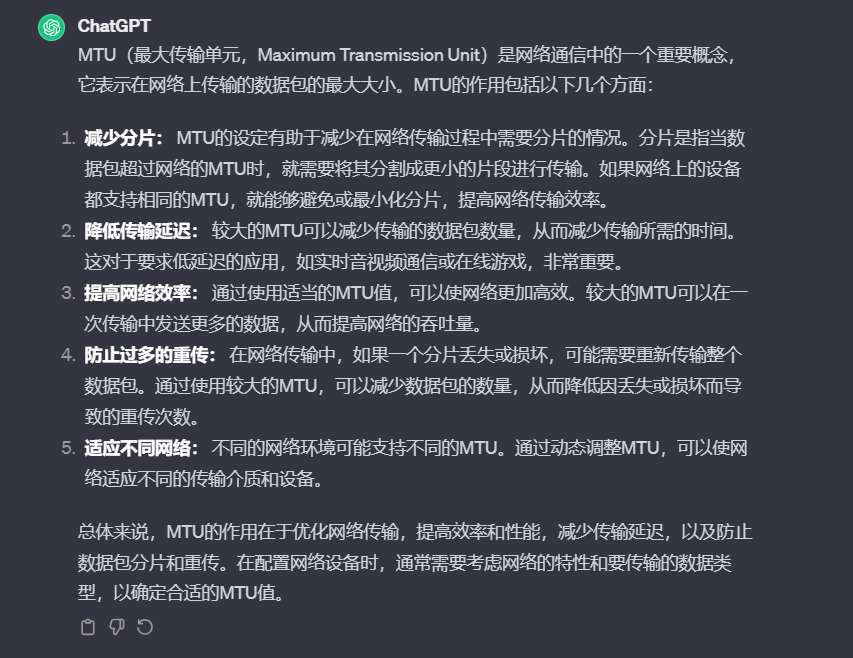 ChatGPT
MTU（最大传输单元，Maximum Transmission Unit）是网络通信中的一个重要概念，
它表示在网络上传输的数据包的最大大小。MTU的作用包括以下几个方面：
1. 减少分片： MTU的设定有助于减少在网络传输过程中需要分片的情况。分片是指当数
据包超过网络的MTU时，就需要将其分割成更小的片段进行传输。如果网络上的设备
都支持相同的MTU，就能够避免或最小化分片，提高网络传输效率。
2. 降低传输延迟： 较大的MTU可以减少传输的数据包数量，从而减少传输所需的时间。
这对于要求低延迟的应用，如实时音视频通信或在线游戏，非常重要。
3. 提高网络效率： 通过使用适当的MTU值，可以使网络更加高效。较大的MTU可以在一
次传输中发送更多的数据，从而提高网络的吞吐量。
4. 防止过多的重传： 在网络传输中，如果一个分片丢失或损坏，可能需要重新传输整个
数据包。通过使用较大的MTU，可以减少数据包的数量，从而降低因丢失或损坏而导
致的重传次数。
5. 适应不同网络： 不同的网络环境可能支持不同的MTU。通过动态调整MTU，可以使网
络适应不同的传输介质和设备。
总体来说，MTU的作用在于优化网络传输，提高效率和性能，减少传输延迟，以及防止
数据包分片和重传。在配置网络设备时，通常需要考虑网络的特性和要传输的数据类
型，以确定合适的MTU值。